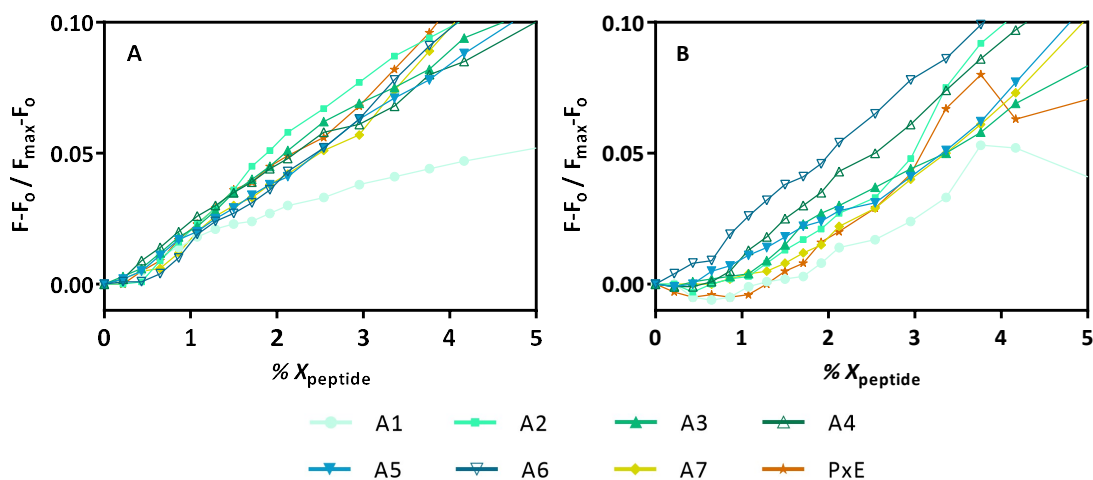 A
B
0.10
0.05
0.00
F-Fo / Fmax-Fo
0 1 2 3 4 5
% Xpeptide
0.10
0.05
0.00
F-Fo / Fmax-Fo
0 1 2 3 4 5
% Xpeptide
A1 A2 A3 A4
A5 A6 A7 PxE